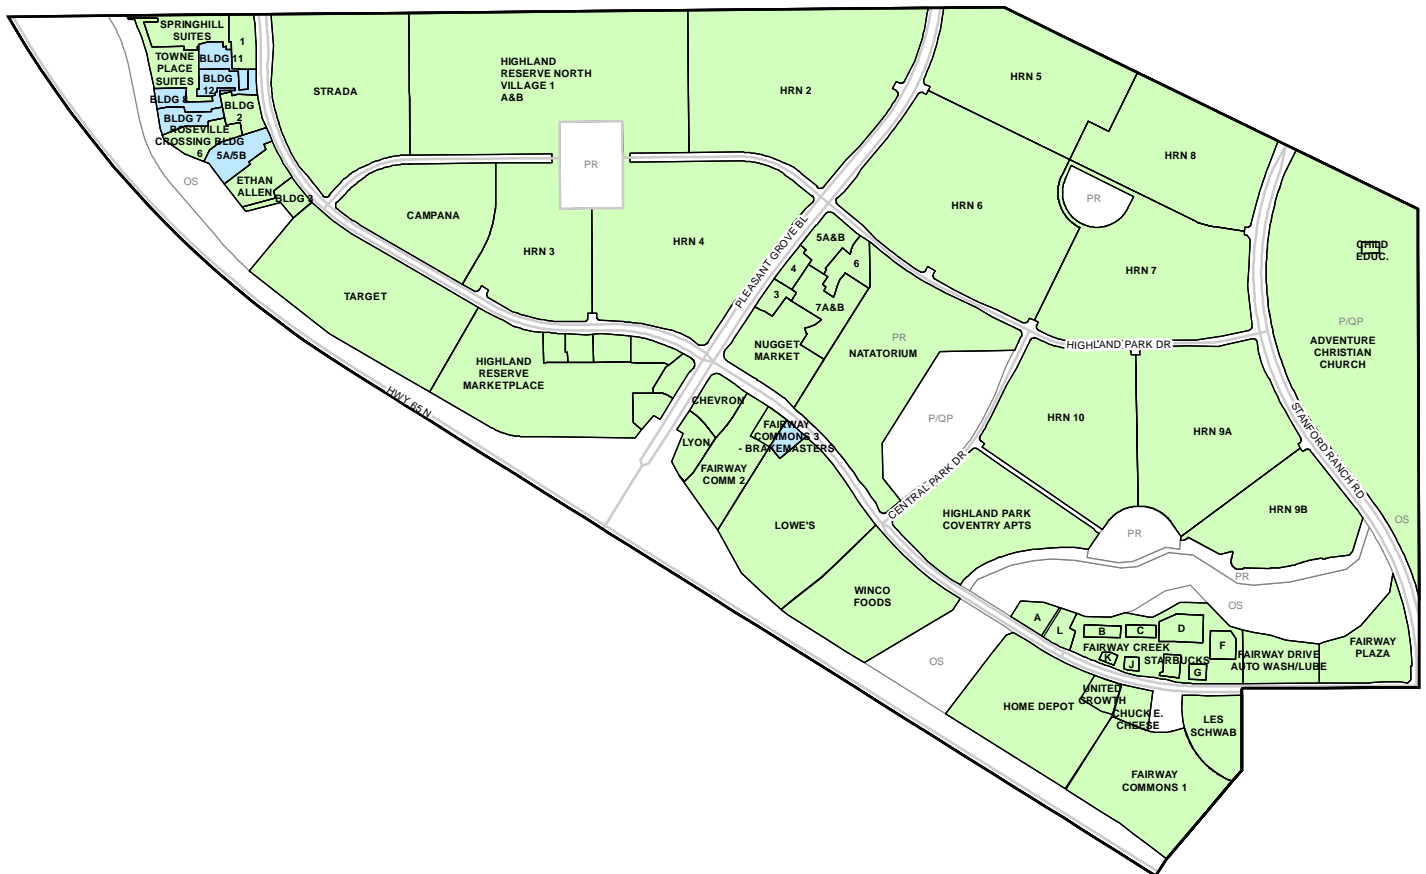 SPRINGHILL
SUITES
1
TOWNE
PLACE
SUITES
BLDG 11
BLDG
12
BLDG 8
BLDG
2
BLDG 7
ROSEVILLE
CROSSING BLDG
6
5A/5B
OS
ETHAN
ALLEN
BLDG 3
STRADA
HIGHLAND
RESERVE NORTH
VILLAGE 1
A&B
HRN 2
PR
CAMPANA
HRN 3
HRN 4
TARGET
HIGHLAND
RESERVE
MARKETPLACE
HWY 65 N
PLEASANT GROVE BL
5A&B
4
6
3
7A&B
NUGGET
MARKET
PR
NATATORIUM
HRN 5
HRN 8
HRN 6
PR
HRN 7
CHILD
EDUC.
P/QP
ADVENTURE
CHRISTIAN
CHURCH
HIGHLAND PARK DR
STANFORD RANCH RD
P/QP
CENTRAL PARK DR
HRN 10
HRN 9A
HRN 9B
OS
CHEVRON
LYON
FAIRWAY
COMMONS 3
- BRAKEMASTERS
FAIRWAY
COMM 2
LOWE'S
HIGHLAND PARK
COVENTRY APTS
PR
PR
OS
WINCO
FOODS
OS
A
L
B
C
D
F
FAIRWAY CREEK
K
J
STARBUCKS
G
FAIRWAY DRIVE
AUTO WASH/LUBE
FAIRWAY
PLAZA
HOME DEPOT
UNITED
GROWTH
CHUCK E.
CHEESE
LES
SCHWAB
FAIRWAY
COMMONS 1